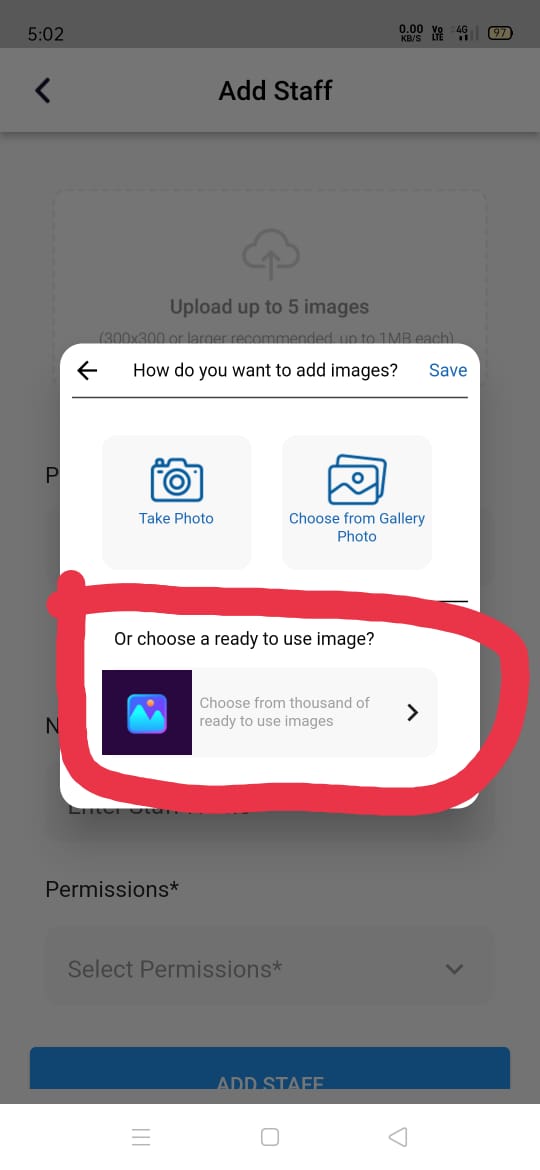 5:02
0.00
KB/S
Vo
LTE
4G
97
Add Staff
Upload up to 5 images
(300x300 or larger recommended, up to 1MB each)
How do you want to add images?
Save
Take Photo
Choose from Gallery
Photo
P
Or choose a ready to use image?
Choose from thousand of
ready to use images
N
Permissions*
Select Permissions*
ADD STAFF